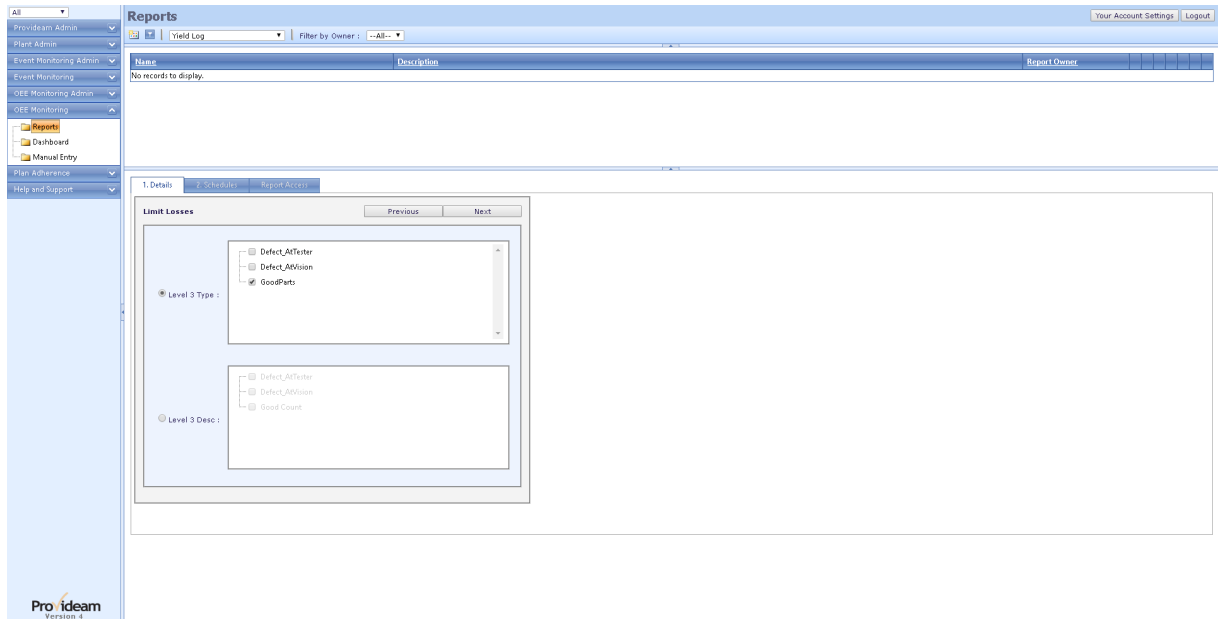 All
Reports
Your Account Settings
Logout
Provideam Admin
Plant Admin
Event Monitoring Admin
Event Monitoring
OEE Monitoring Admin
OEE Monitoring
Reports
Dashboard
Manual Entry
Plan Adherence
Help and Support
Yield Log
Filter by Owner :
--All--
Name
Description
Report Owner
No records to display.
1. Details
2. Schedules
Report Access
Limit Losses
Previous
Next
Level 3 Type :
Defect_AtTester
Defect_AtVision
GoodParts
Level 3 Desc :
Defect_AtTester
Defect_AtVision
Good Count
Provideam
Version 4